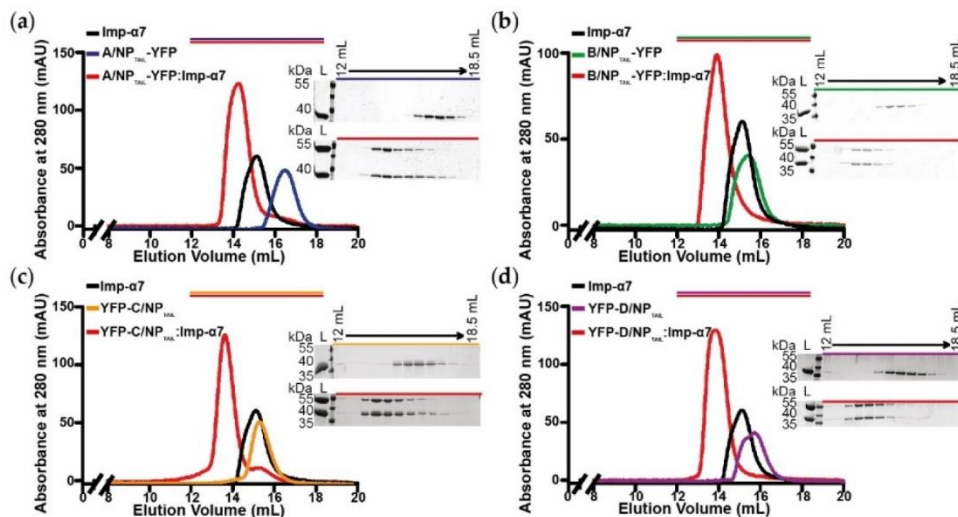 (a)
Imp-α7
A/NPTAIL-YFP
A/NPTAIL-YFP:Imp-α7
Absorbance at 280 nm (mAU)
150
100
50
0
0 8 10 12 14 16 18 20
Elution Volume (mL)
kDa L 12 mL 18.5 mL
55
40
55
40
(b)
Imp-α7
B/NPTAIL-YFP
B/NPTAIL-YFP:Imp-α7
Absorbance at 280 nm (mAU)
100
50
0
0 8 10 12 14 16 18 20
Elution Volume (mL)
kDa L 12 mL 18.5 mL
55
40
35
55
40
35
(c)
Imp-α7
YFP-C/NPTAIL
YFP-C/NPTAIL:Imp-α7
Absorbance at 280 nm (mAU)
150
100
50
0
0 8 10 12 14 16 18 20
Elution Volume (mL)
kDa L 12 mL 18.5 mL
55
40
35
kDa L
55
40
35
(d)
Imp-α7
YFP-D/NPTAIL
YFP-D/NPTAIL:Imp-α7
Absorbance at 280 nm (mAU)
150
100
50
0
0 8 10 12 14 16 18 20
Elution Volume (mL)
kDa L 12 mL 18.5 mL
55
40
35
kDa L
55
40
35